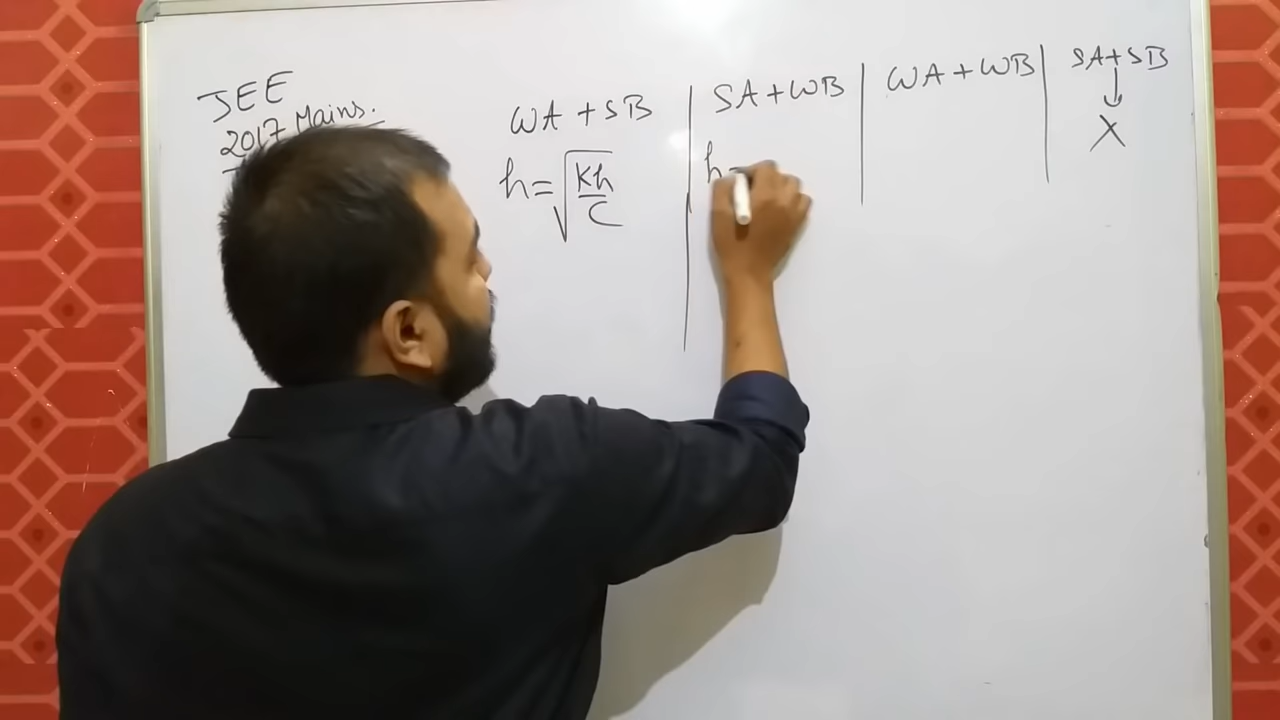 JEE
2017 Mains.
WA + SB
h = √Kh/C
SA + WB
h =
WA + WB
SA + SB
↓
X